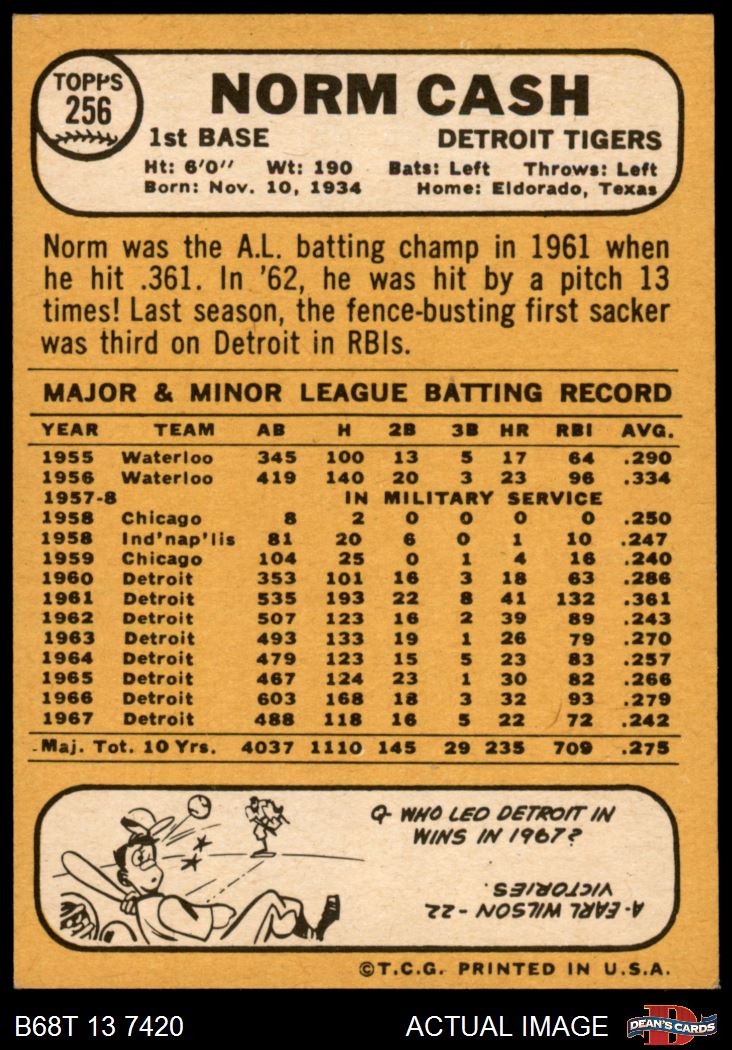 TOPPS
256
NORM CASH
1st BASE DETROIT TIGERS
Ht: 6'0" Wt: 190 Bats: Left Throws: Left
Born: Nov. 10, 1934 Home: Eldorado, Texas
Norm was the A.L. batting champ in 1961 when
he hit .361. In '62, he was hit by a pitch 13
times! Last season, the fence-busting first sacker
was third on Detroit in RBIs.
MAJOR & MINOR LEAGUE BATTING RECORD
YEAR TEAM AB H 2B 3B HR RBI AVG.
1955 Waterloo 345 100 13 5 17 64 .290
1956 Waterloo 419 140 20 3 23 96 .334
1957-8 IN MILITARY SERVICE
1958 Chicago 8 2 0 0 0 0 .250
1958 Ind'nap'lis 81 20 6 0 1 10 .247
1959 Chicago 104 25 0 1 4 16 .240
1960 Detroit 353 101 16 3 18 63 .286
1961 Detroit 535 193 22 8 41 132 .361
1962 Detroit 507 123 16 2 39 89 .243
1963 Detroit 493 133 19 1 26 79 .270
1964 Detroit 479 123 15 5 23 83 .257
1965 Detroit 467 124 23 1 30 82 .266
1966 Detroit 603 168 18 3 32 93 .279
1967 Detroit 488 118 16 5 22 72 .242
Maj. Tot. 10 Yrs. 4037 1110 145 29 235 709 .275
Q- WHO LED DETROIT IN
WINS IN 1967?
A- EARL WILSON - 22
VICTORIES.
©T.C.G. PRINTED IN U.S.A.
B68T 13 7420 ACTUAL IMAGE
D
DEAN'S CARDS